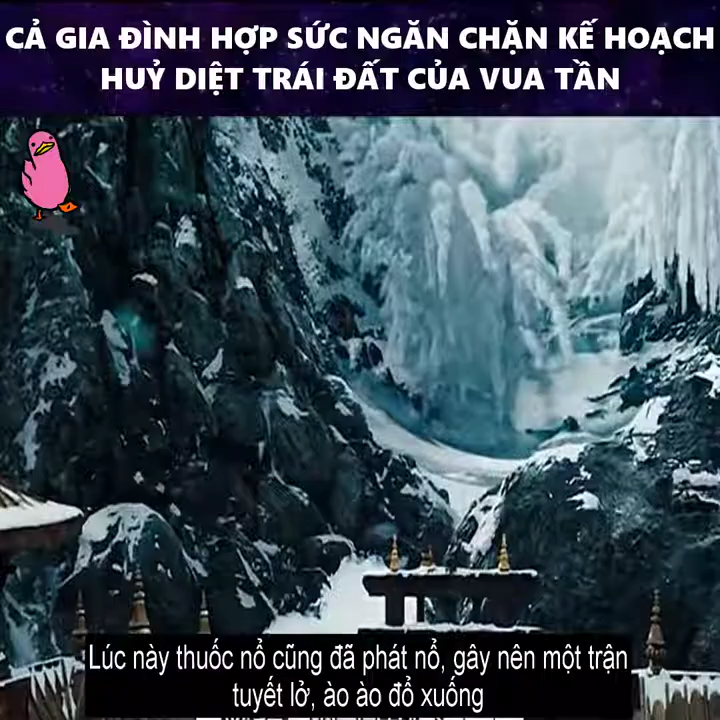 CẢ GIA ĐÌNH HỢP SỨC NGĂN CHẶN KẾ HOẠCH
HUỶ DIỆT TRÁI ĐẤT CỦA VUA TẦN
Lúc này thuốc nổ cũng đã phát nổ, gây nên một trận
tuyết lở, ào ào đổ xuống